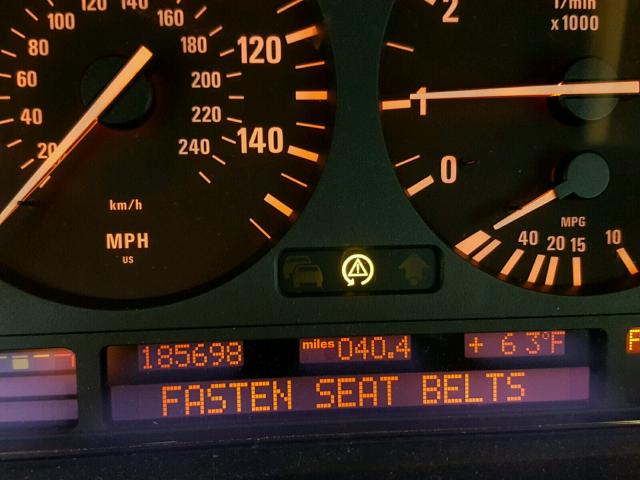 120 140 160
100 180
80 200
60 220
40 240
20
120
140
km/h
MPH
US
2
1/min
x1000
1
0
MPG
40 20 15 10
185698 miles 040.4 + 63°F
F
FASTEN SEAT BELTS